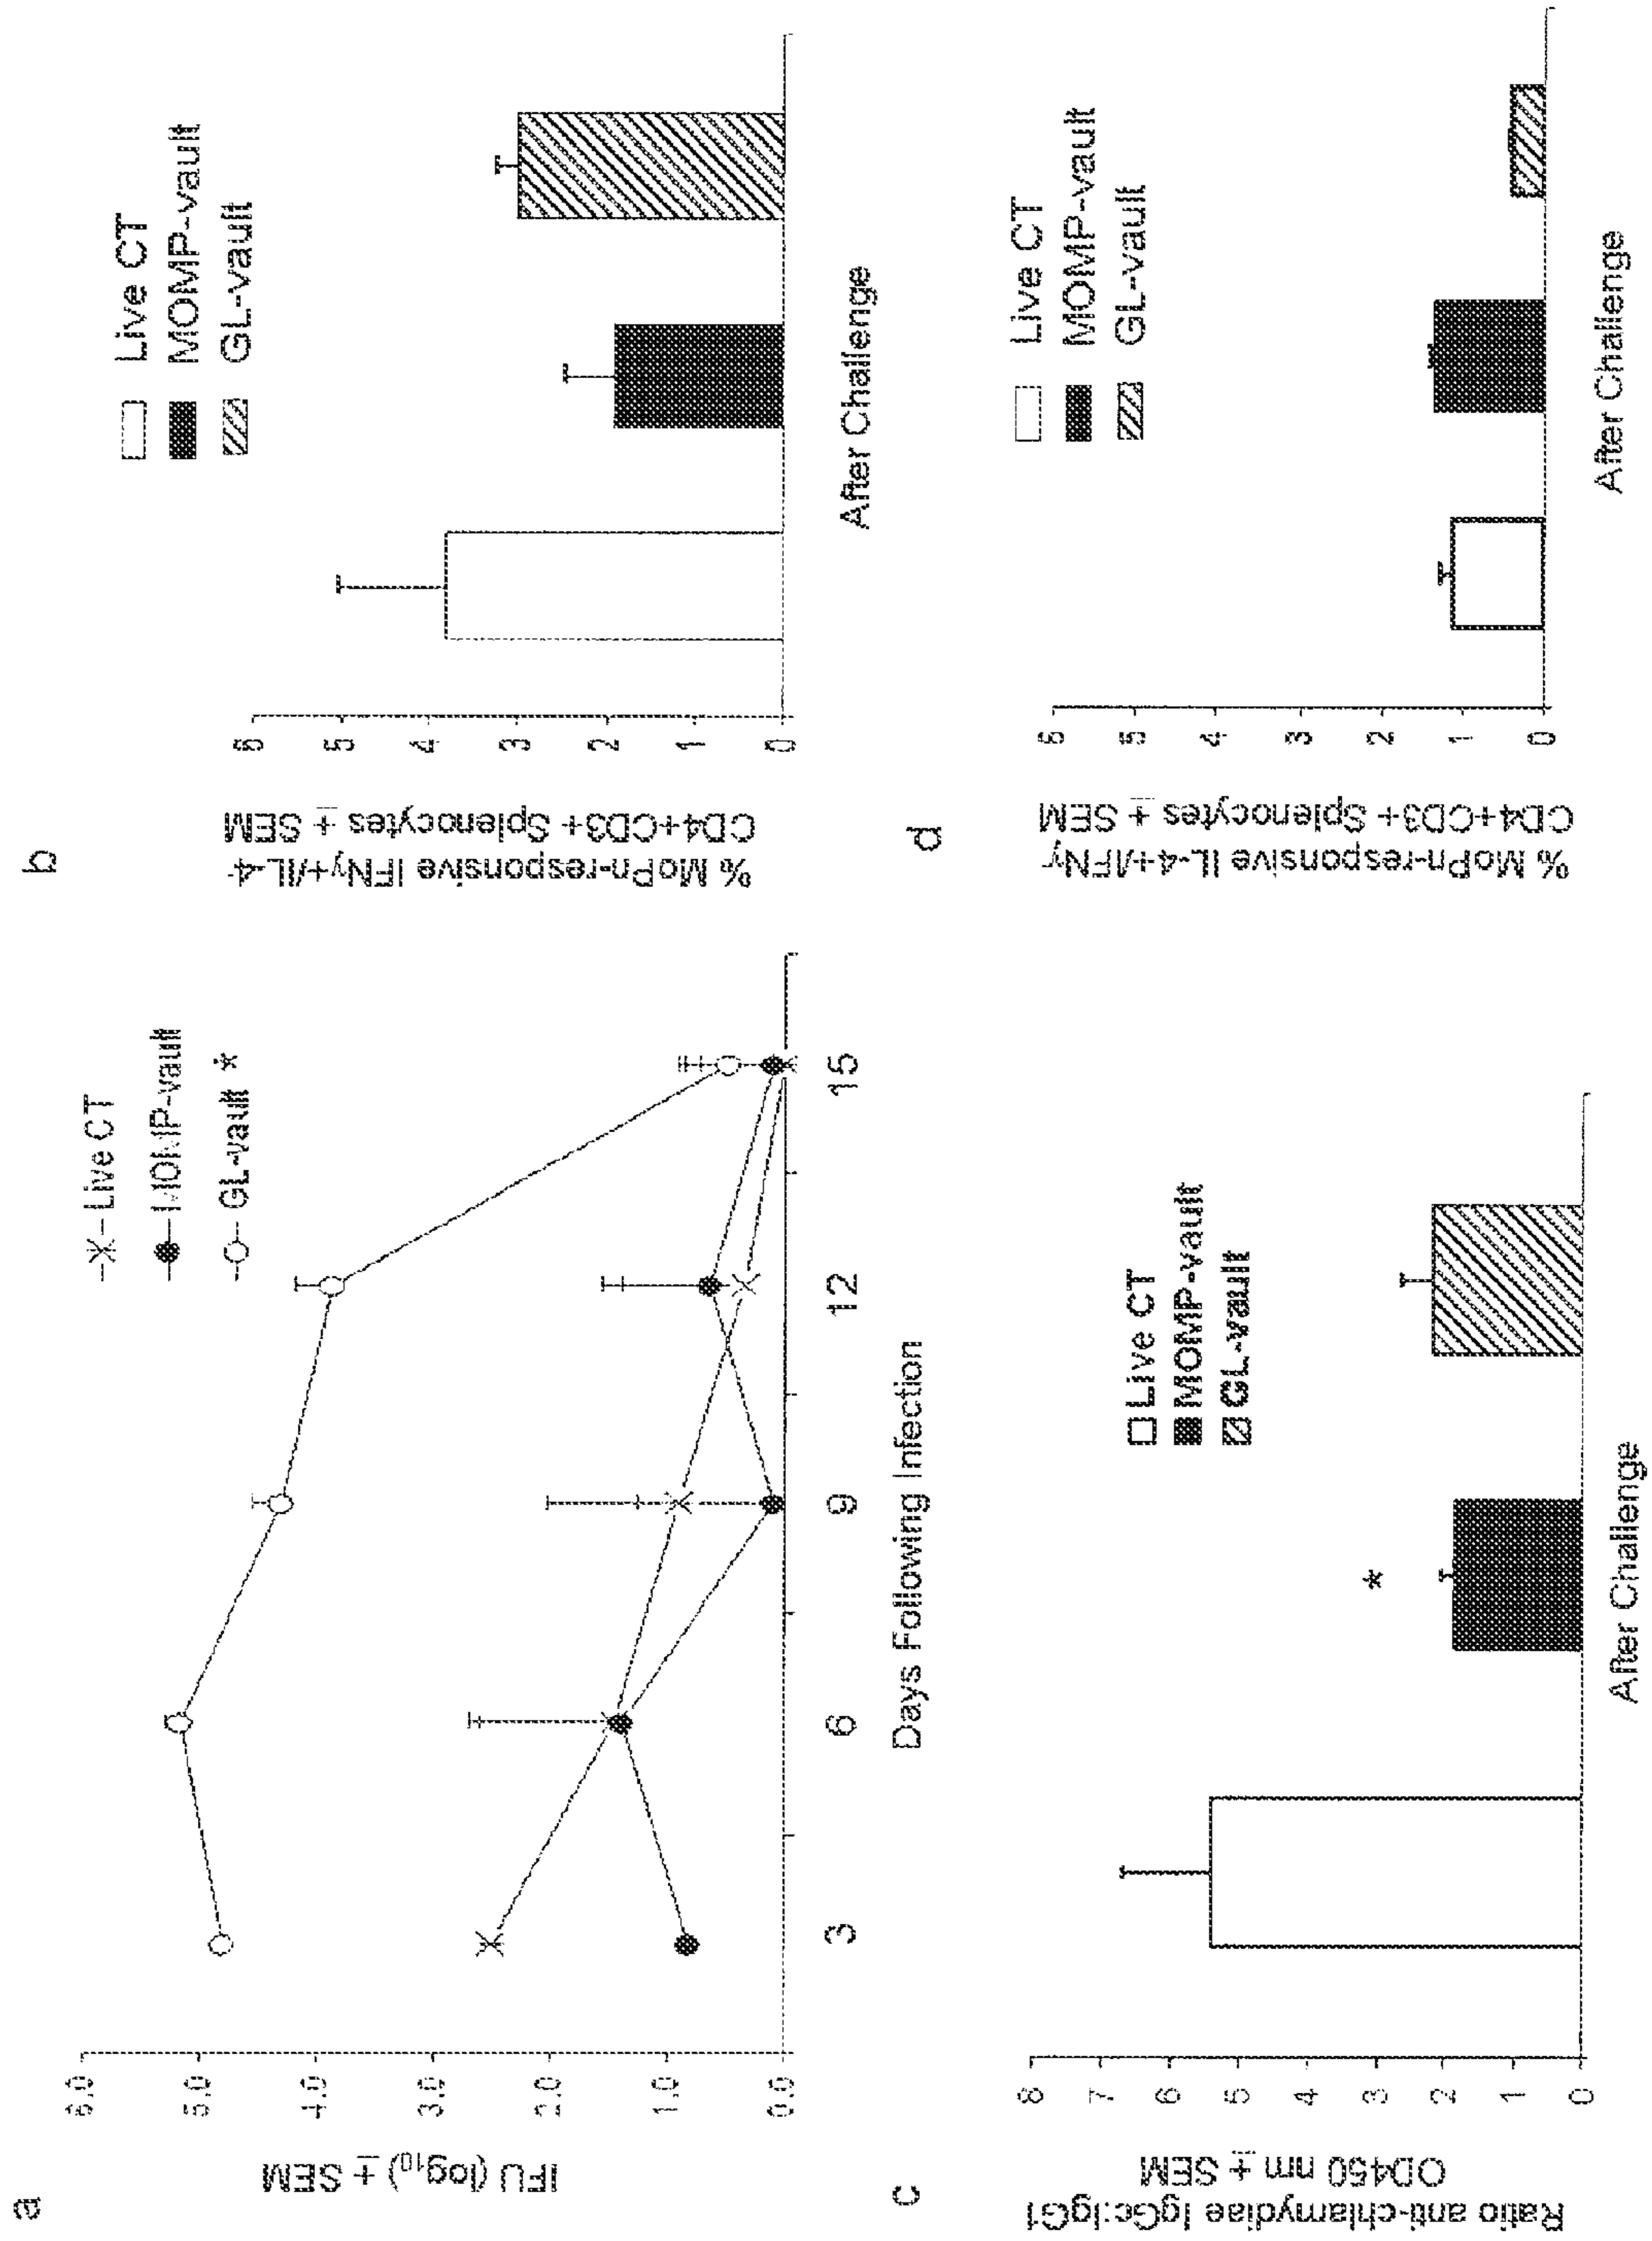 a
IFU (log10) ± SEM
6.0
5.0
4.0
3.0
2.0
1.0
0.0
Live CT
MOMP-vault
GL-vault *
3 6 9 12 15
Days Following Infection
b
% MoPn-responsive IFNγ+/IL-4-
CD4+CD3+ Splenocytes ± SEM
6
5
4
3
2
1
0
Live CT
MOMP-vault
GL-vault
After Challenge
c
Ratio anti-chlamydiae IgGc:IgG1
OD450 nm ± SEM
8
7
6
5
4
3
2
1
0
Live CT
MOMP-vault
GL-vault
*
After Challenge
d
% MoPn-responsive IL-4+/IFNγ-
CD4+CD3+ Splenocytes ± SEM
6
5
4
3
2
1
0
Live CT
MOMP-vault
GL-vault
After Challenge